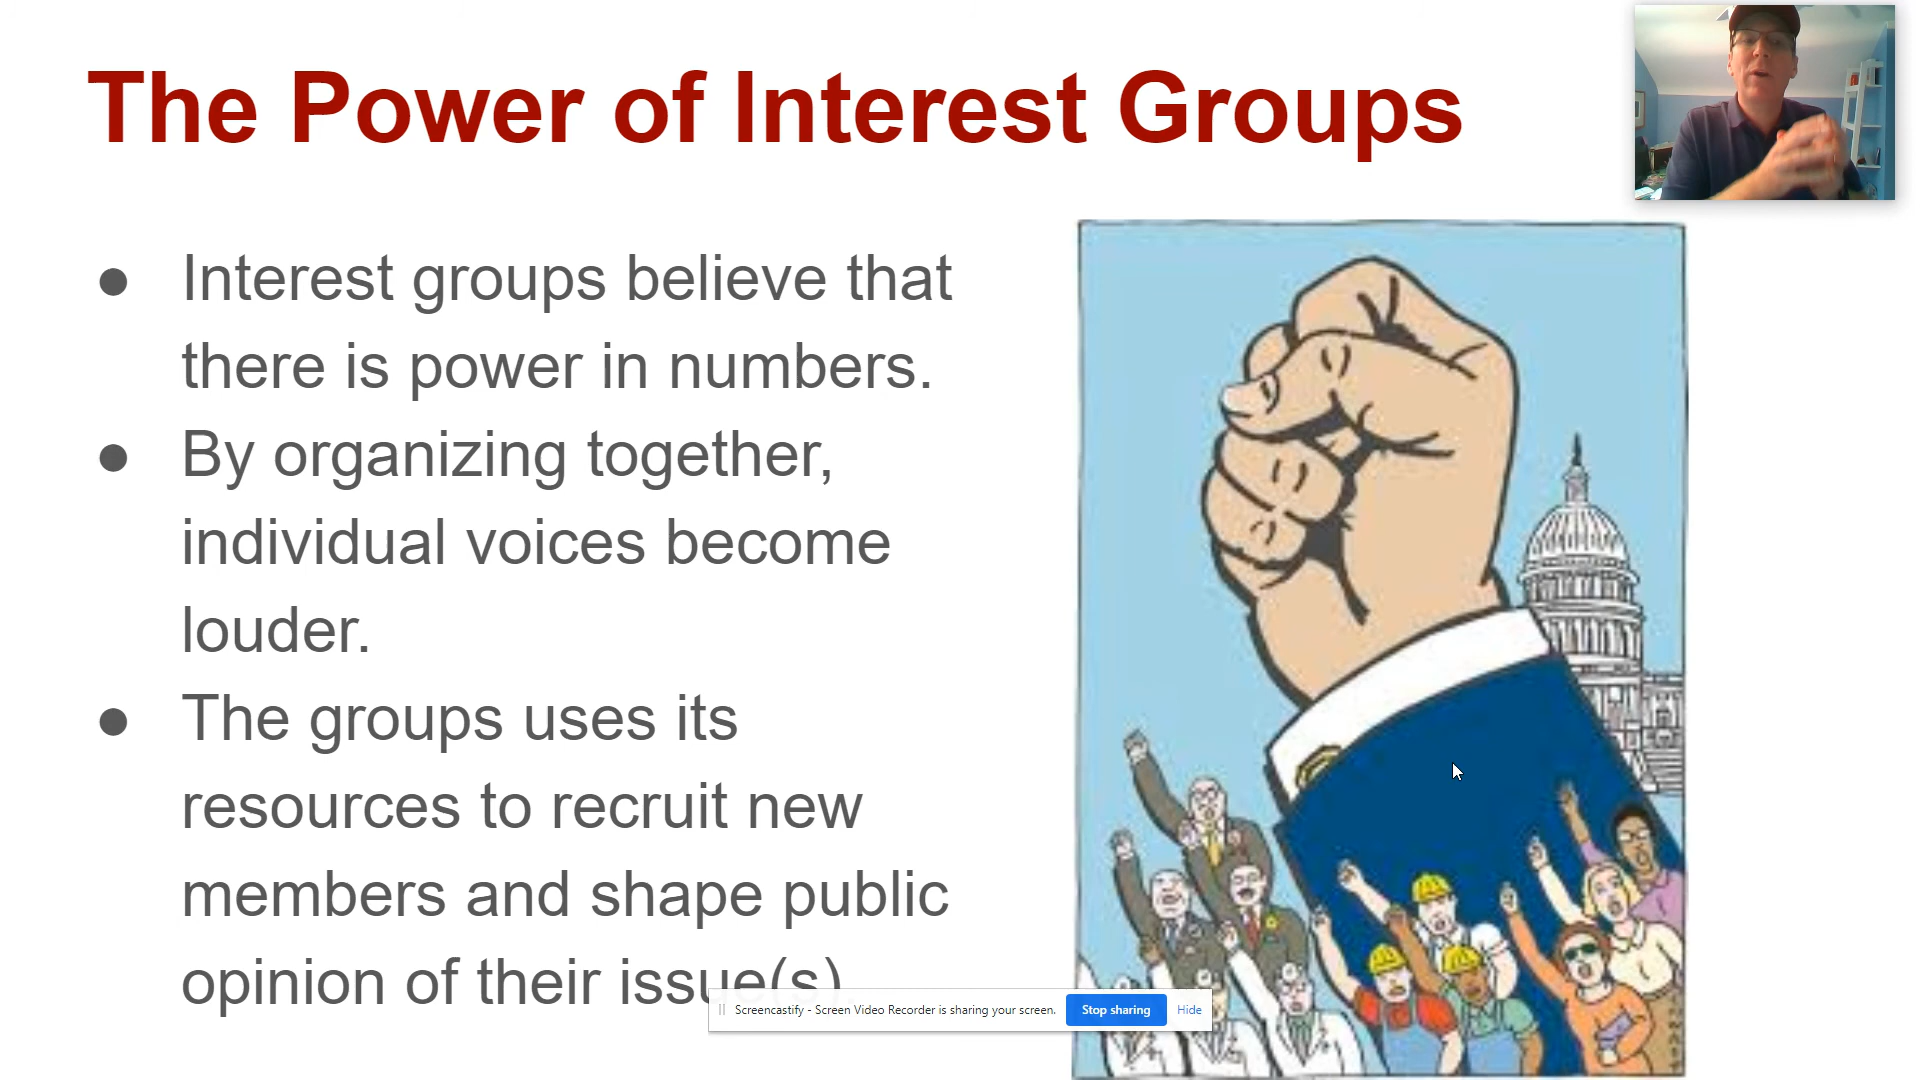 The Power of Interest Groups
● Interest groups believe that
there is power in numbers.
● By organizing together,
individual voices become
louder.
● The groups uses its
resources to recruit new
members and shape public
opinion of their issue(s).
Screencastify - Screen Video Recorder is sharing your screen. Stop sharing Hide